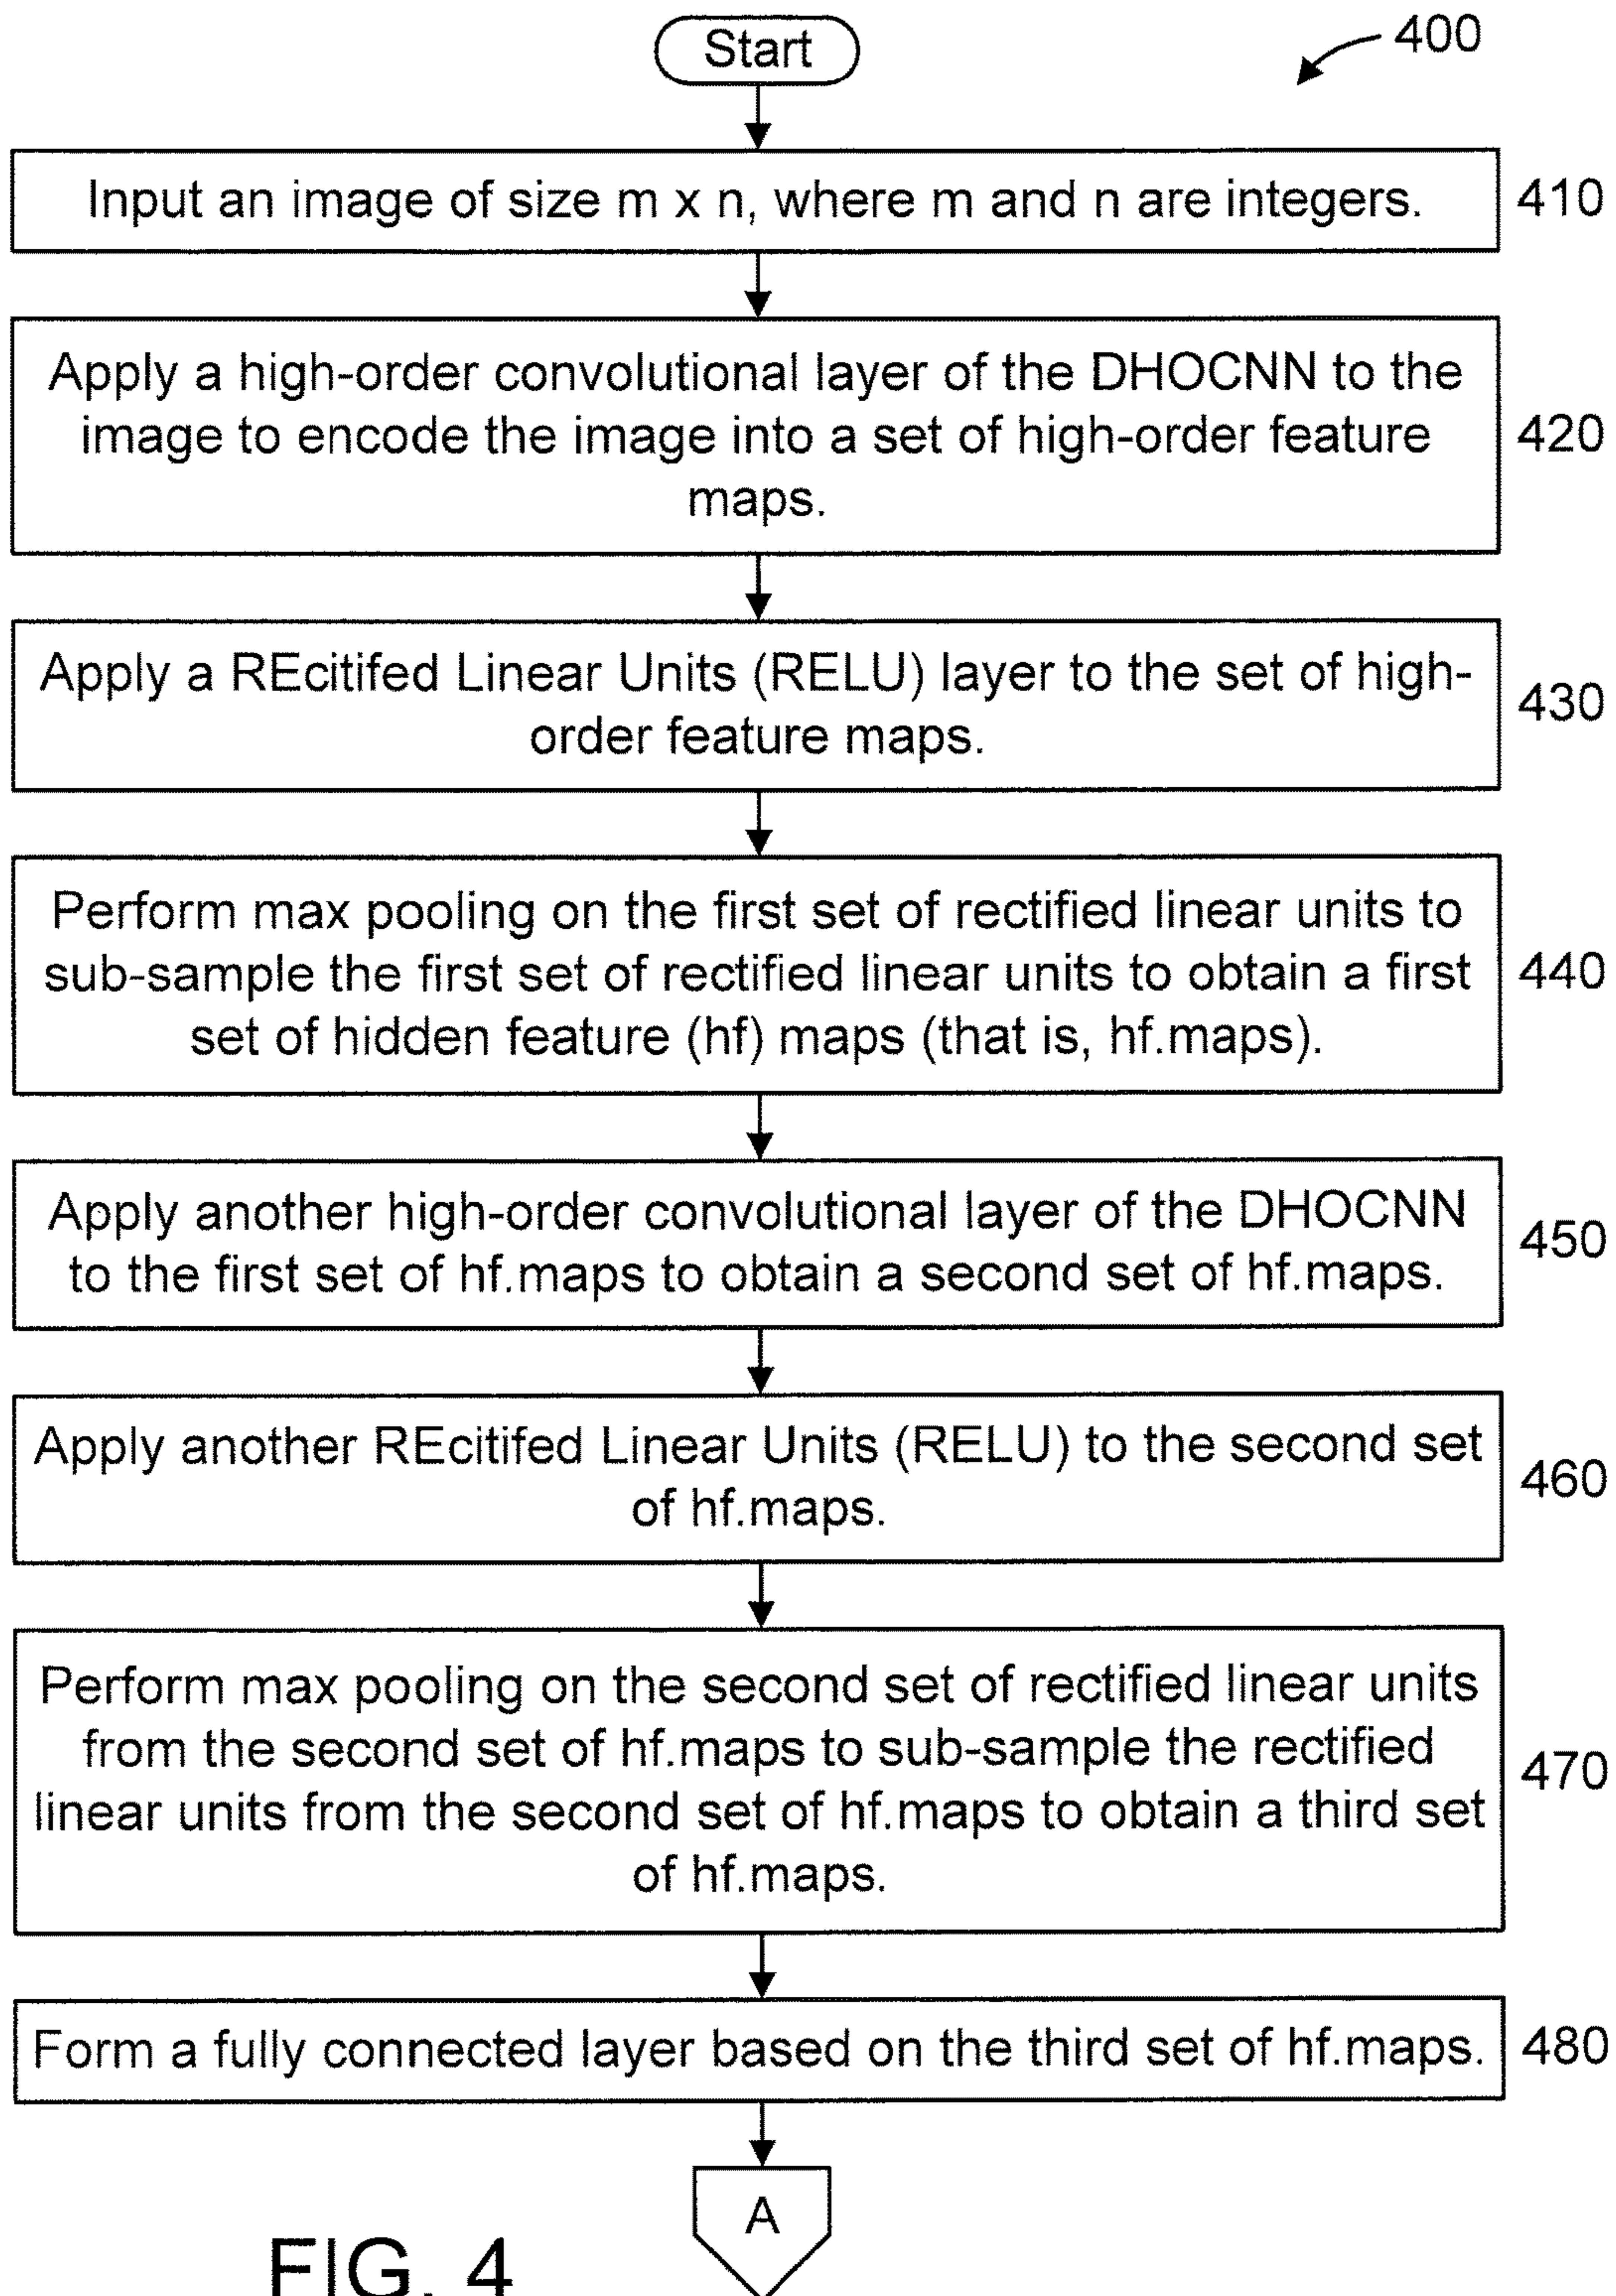 Start
400
Input an image of size m x n, where m and n are integers.
410
Apply a high-order convolutional layer of the DHOCNN to the
image to encode the image into a set of high-order feature
maps.
420
Apply a REcitifed Linear Units (RELU) layer to the set of high-
order feature maps.
430
Perform max pooling on the first set of rectified linear units to
sub-sample the first set of rectified linear units to obtain a first
set of hidden feature (hf) maps (that is, hf.maps).
440
Apply another high-order convolutional layer of the DHOCNN
to the first set of hf.maps to obtain a second set of hf.maps.
450
Apply another REcitifed Linear Units (RELU) to the second set
of hf.maps.
460
Perform max pooling on the second set of rectified linear units
from the second set of hf.maps to sub-sample the rectified
linear units from the second set of hf.maps to obtain a third set
of hf.maps.
470
Form a fully connected layer based on the third set of hf.maps.
480
A
FIG. 4